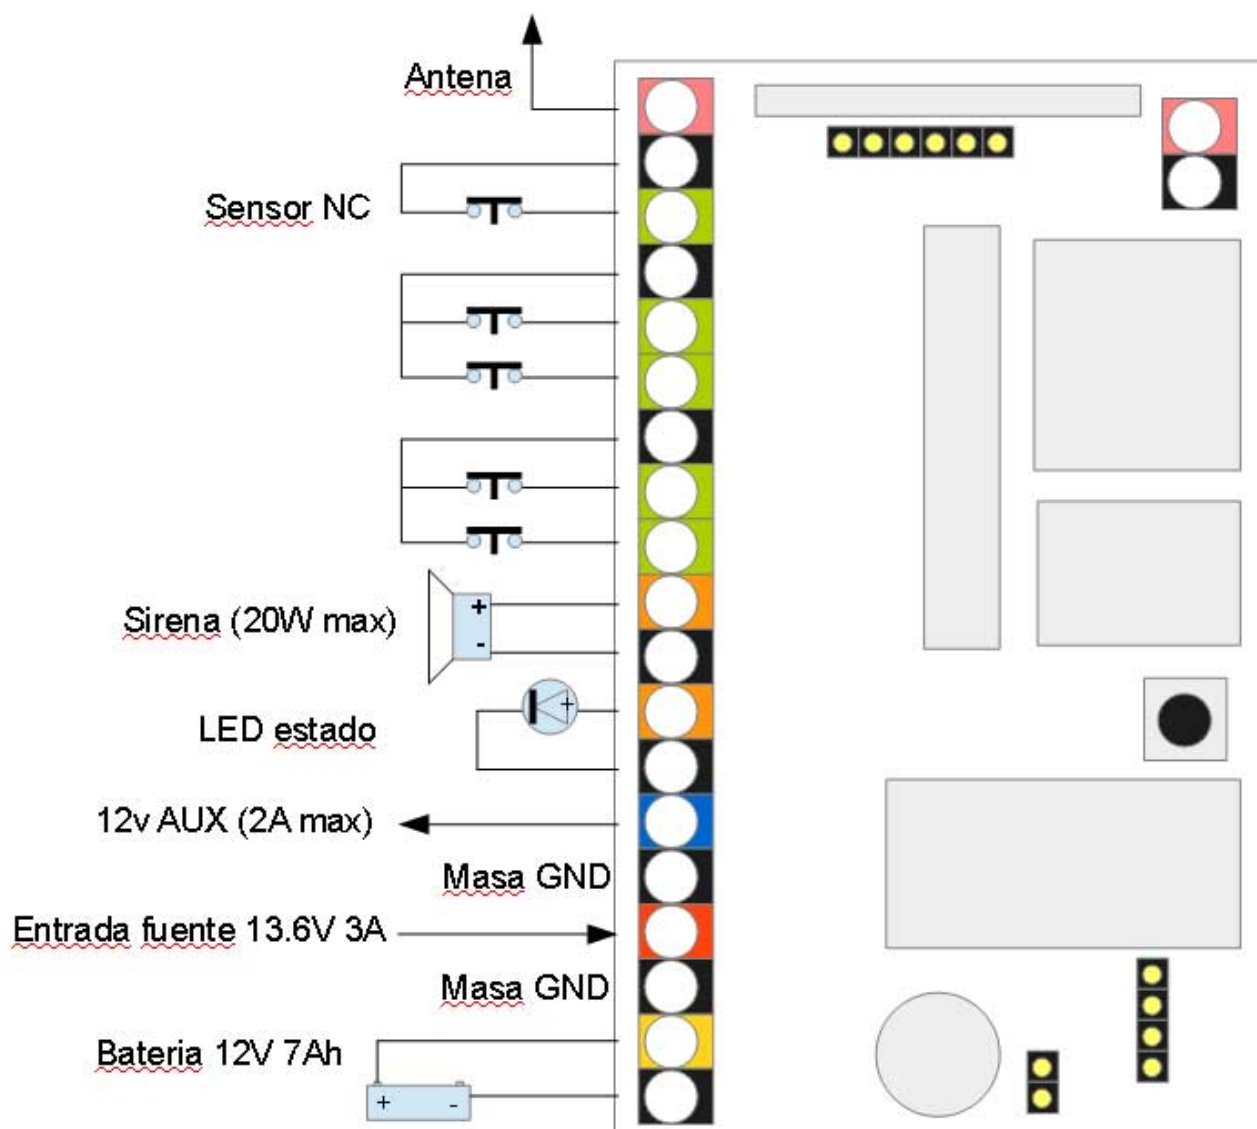 Antena
Sensor NC
+
-
Sirena (20W max)
+
LED estado
12v AUX (2A max)
Masa GND
Entrada fuente 13.6V 3A
Masa GND
Bateria 12V 7Ah
+ -